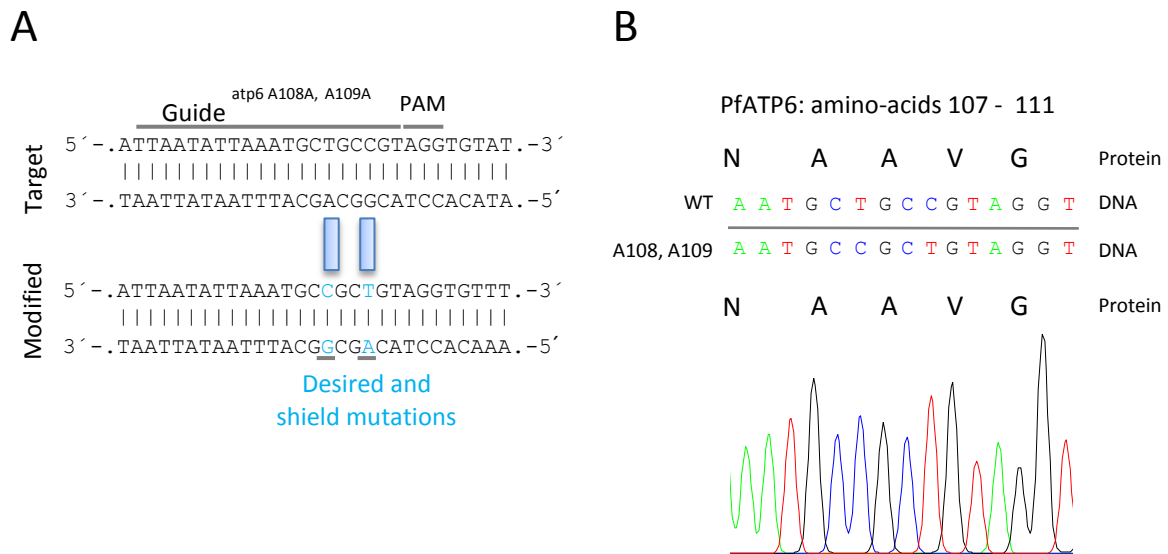 A
Guide atp6 A108A, A109A PAM
5´-.ATTAATATTAAATGCTGCCGTAGGTGTAT.-3´
3´-.TAATTATAATTTACGACGGCATCCACATA.-5´
Target
5´-.ATTAATATTAAATGCCGCTGTAGGTGTTT.-3´
3´-.TAATTATAATTTACGGCGACATCCACAAA.-5´
Modified
Desired and
shield mutations
B
PfATP6: amino-acids 107 - 111
N A A V G Protein
WT A A T G C T G C C G T A G G T DNA
A108, A109 A A T G C C G C T G T A G G T DNA
N A A V G Protein